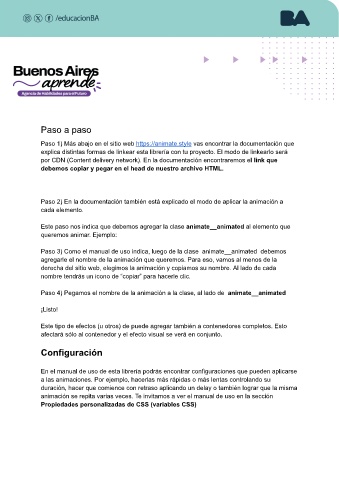 /educacionBA
BA
Buenos Aires
aprende
Agencia de Habilidades para el Futuro
Paso a paso
Paso 1) Más abajo en el sitio web https://animate.style vas encontrar la documentación que
explica distintas formas de linkear esta librería con tu proyecto. El modo de linkearlo será
por CDN (Content delivery network). En la documentación encontraremos el link que
debemos copiar y pegar en el head de nuestro archivo HTML.
Paso 2) En la documentación también está explicado el modo de aplicar la animación a
cada elemento.
Este paso nos indica que debemos agregar la clase animate__animated al elemento que
queremos animar. Ejemplo:
Paso 3) Como el manual de uso indica, luego de la clase animate__animated debemos
agregarle el nombre de la animación que queremos. Para eso, vamos al menos de la
derecha del sitio web, elegimos la animación y copiamos su nombre. Al lado de cada
nombre tendrás un ícono de “copiar” para hacerle clic.
Paso 4) Pegamos el nombre de la animación a la clase, al lado de animate__animated
¡Listo!
Este tipo de efectos (u otros) de puede agregar también a contenedores completos. Esto
afectará sólo al contenedor y el efecto visual se verá en conjunto.
Configuración
En el manual de uso de esta librería podrás encontrar configuraciones que pueden aplicarse
a las animaciones. Por ejemplo, hacerlas más rápidas o más lentas controlando su
duración, hacer que comience con retraso aplicando un delay o también lograr que la misma
animación se repita varias veces. Te invitamos a ver el manual de uso en la sección
Propiedades personalizadas de CSS (variables CSS)